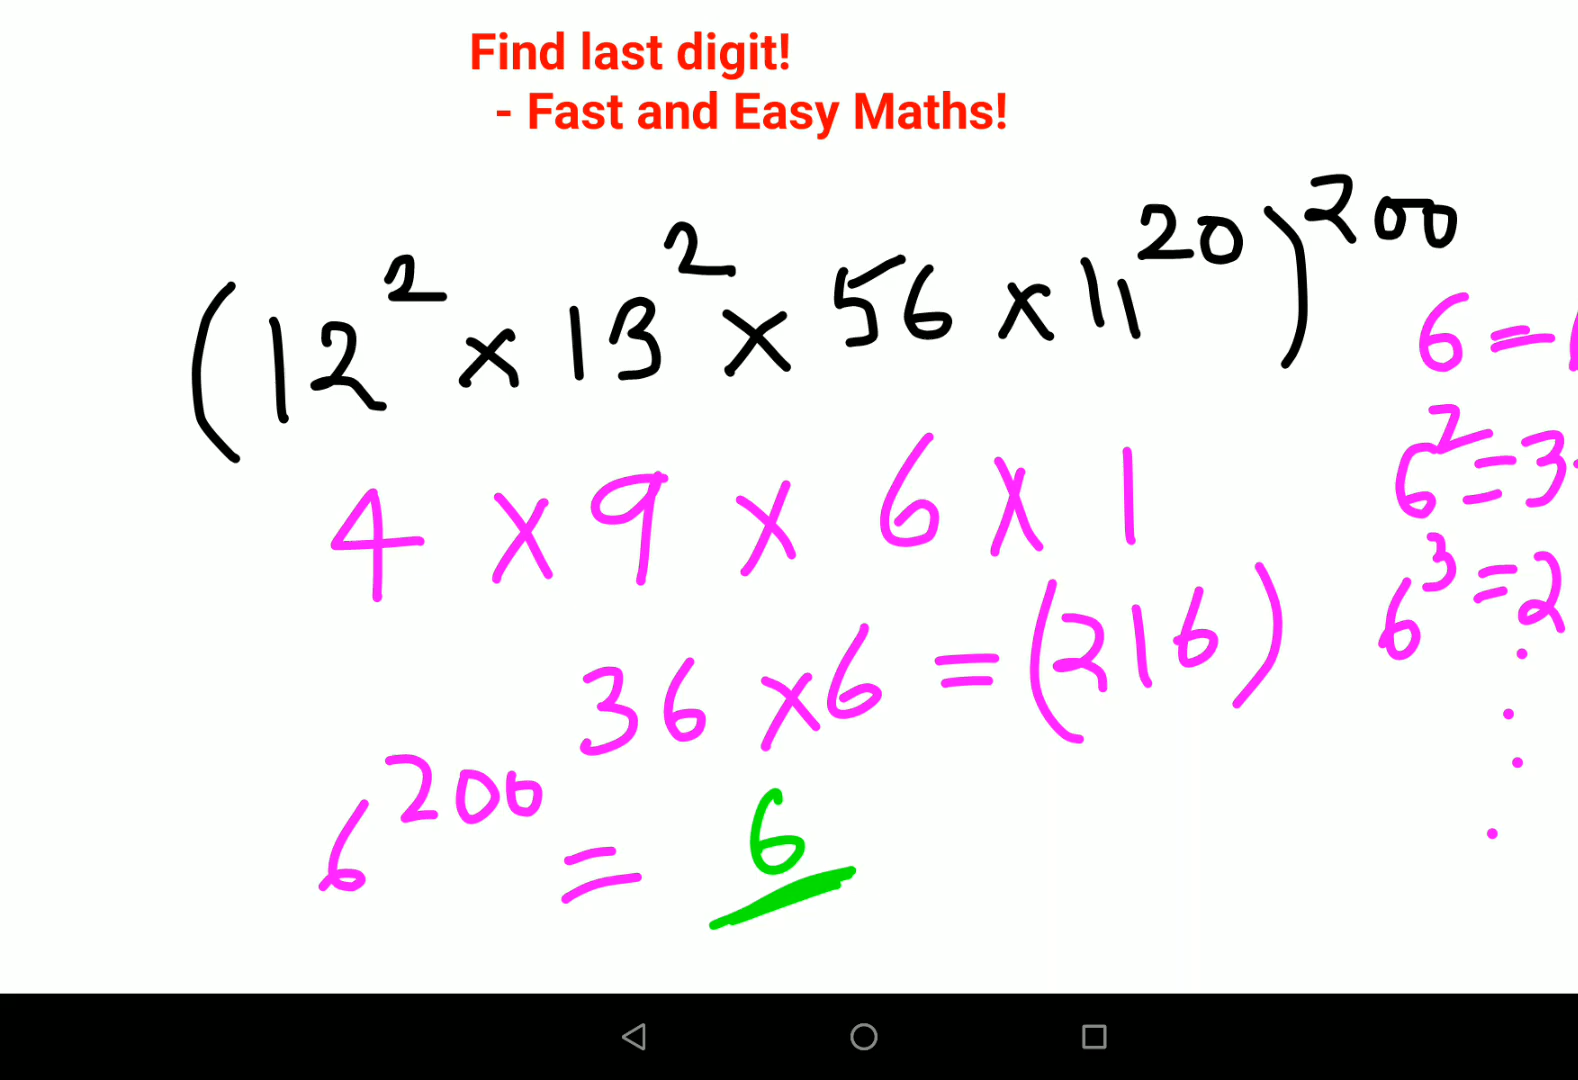 Find last digit!
- Fast and Easy Maths!
(12² × 13² × 56 × 11²⁰)²⁰⁰
4 × 9 × 6 × 1
36 × 6 = (216)
6²⁰⁰ = 6
6 =
6² = 3
6³ = 2